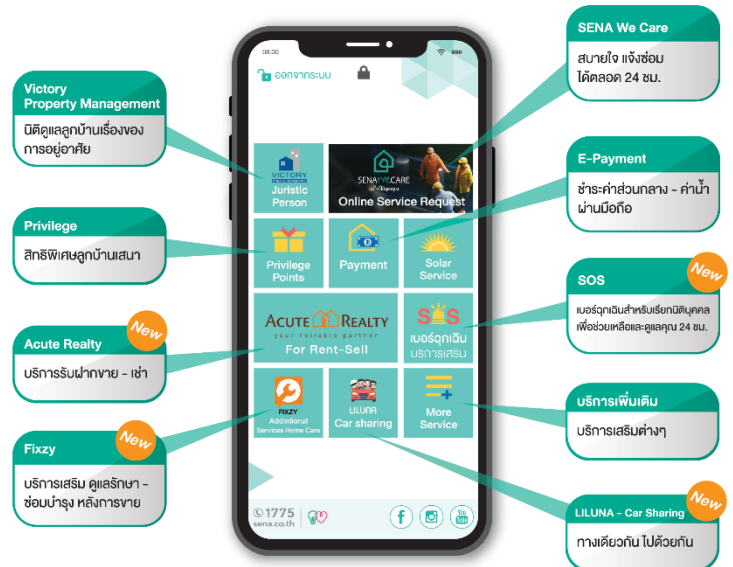 Victory
Property Management
นิติดูแลลูกบ้านเรื่องของ
การอยู่อาศัย
Privilege
สิทธิพิเศษลูกบ้านเสนา
New
Acute Realty
บริการรับฝากขาย - เช่า
New
Fixzy
บริการเสริม ดูแลรักษา -
ซ่อมบำรุง หลังการขาย
08.00
ออกจากระบบ
VICTORY
Juristic
Person
SENA WE CARE
Online Service Request
Privilege
Points
Payment
Solar
Service
ACUTE REALTY
your reliable partner
For Rent-Sell
SOS
เบอร์ฉุกเฉิน
บริการเสริม
FIXZY
Addintional
Services Home Care
LILUNA
Car sharing
More
Service
1775
sena.co.th
You
Tube
SENA We Care
สบายใจ แจ้งซ่อม
ได้ตลอด 24 ชม.
E-Payment
ชำระค่าส่วนกลาง - ค่าน้ำ
ผ่านมือถือ
New
SOS
เบอร์ฉุกเฉินสำหรับเรียกนิติบุคคล
เพื่อช่วยเหลือและดูแลคุณ 24 ชม.
บริการเพิ่มเติม
บริการเสริมต่างๆ
New
LILUNA - Car Sharing
ทางเดียวกัน ไปด้วยกัน